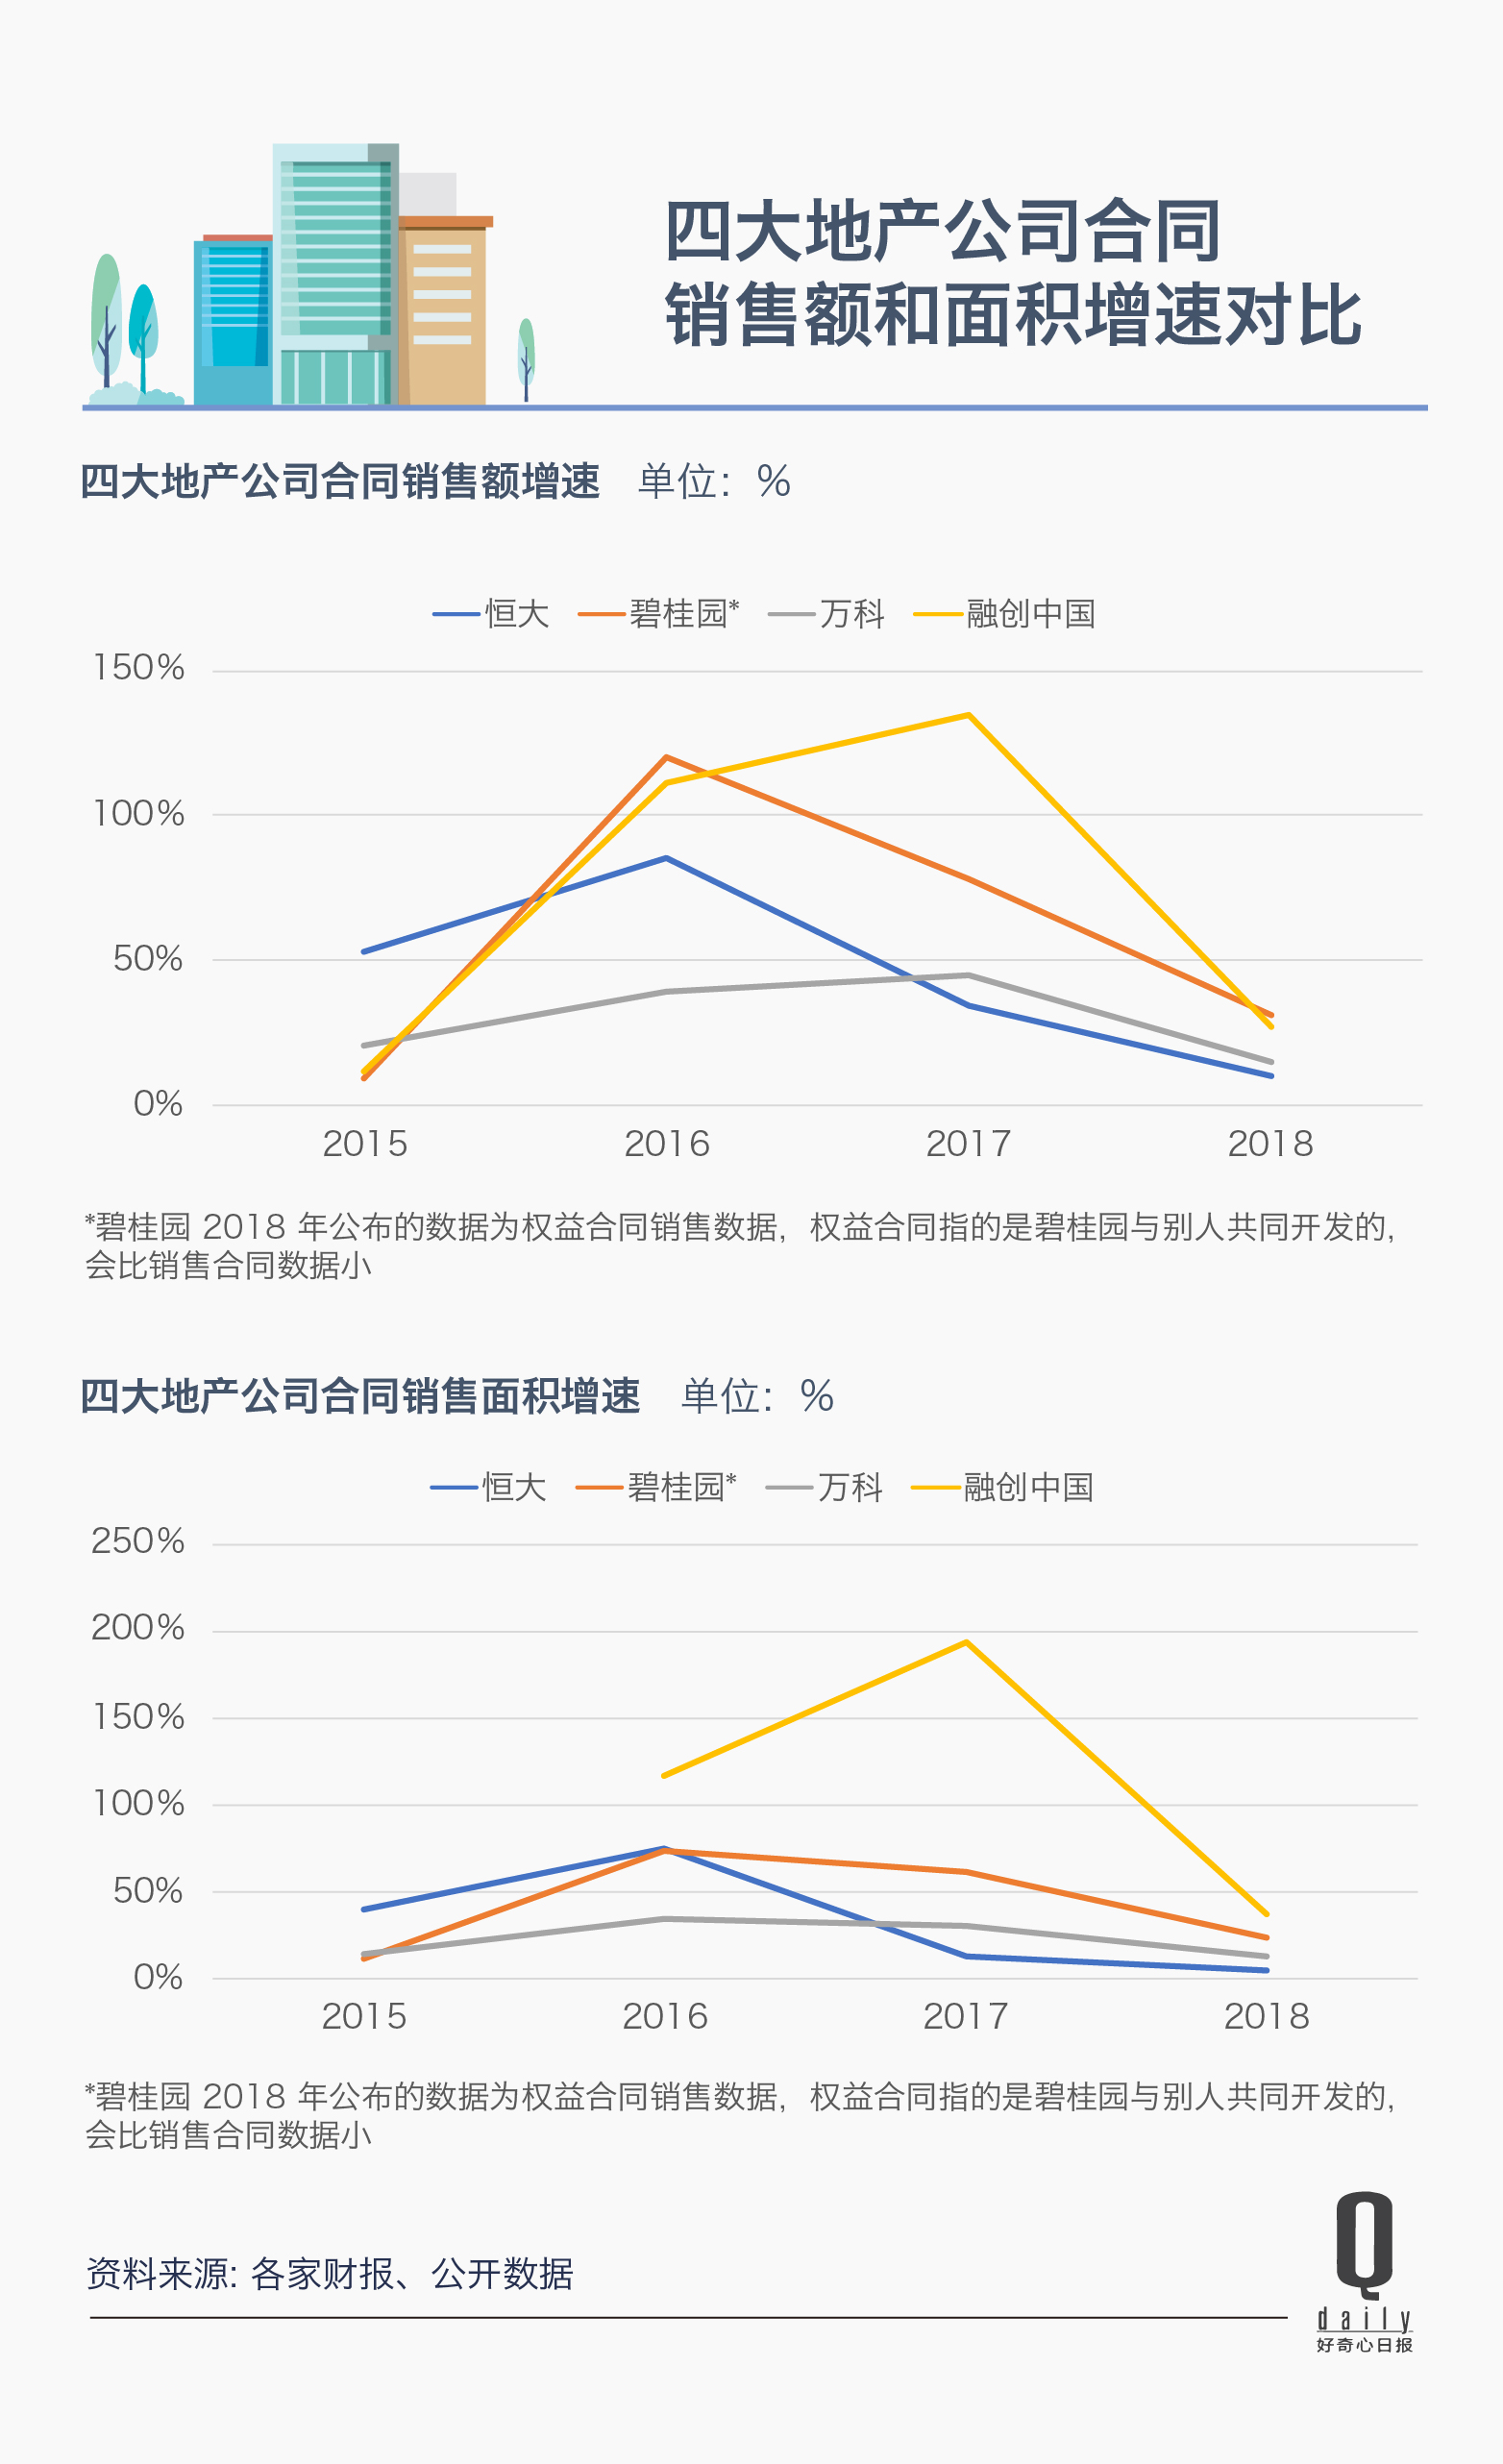 四大地产公司合同
销售额和面积增速对比
四大地产公司合同销售额增速 单位：%
恒大 碧桂园* 万科 融创中国
150%
100%
50%
0%
2015 2016 2017 2018
*碧桂园 2018 年公布的数据为权益合同销售数据，权益合同指的是碧桂园与别人共同开发的，
会比销售合同数据小
四大地产公司合同销售面积增速 单位：%
恒大 碧桂园* 万科 融创中国
250%
200%
150%
100%
50%
0%
2015 2016 2017 2018
*碧桂园 2018 年公布的数据为权益合同销售数据，权益合同指的是碧桂园与别人共同开发的，
会比销售合同数据小
资料来源: 各家财报、公开数据
Q
daily
好奇心日报